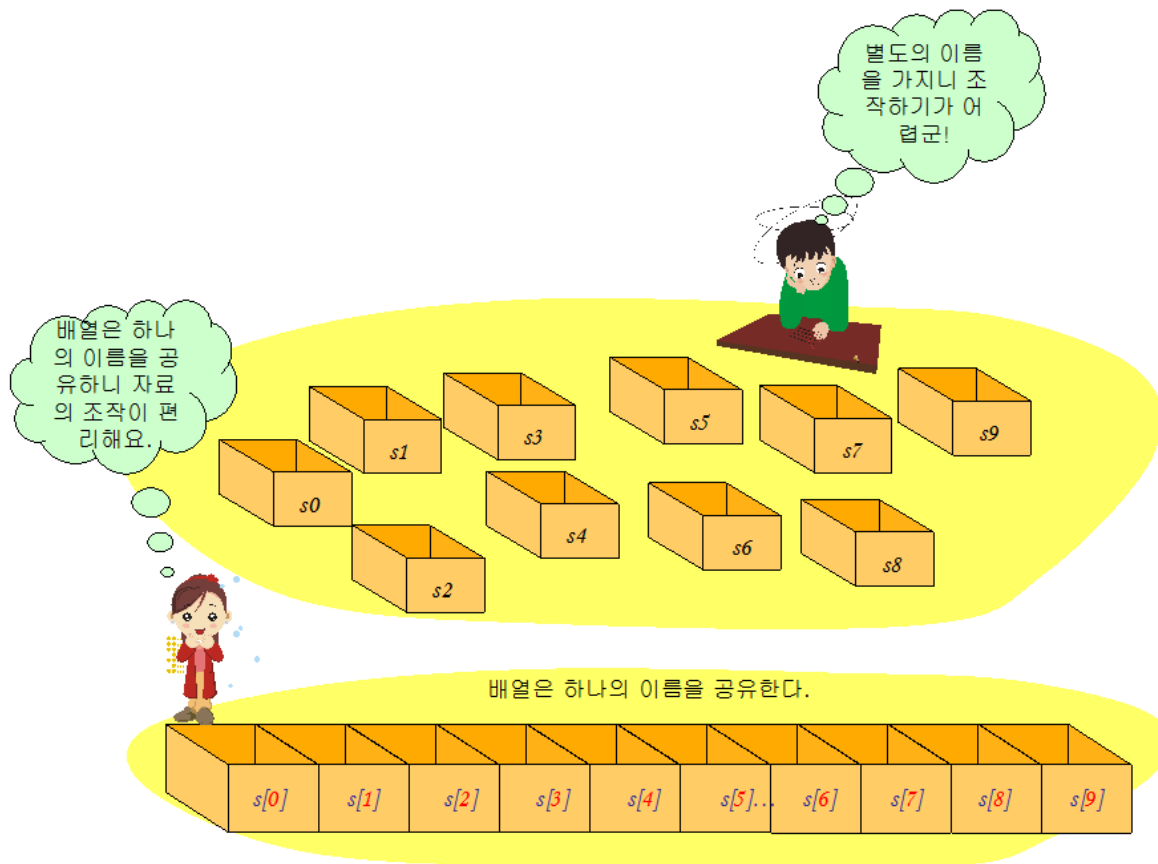 별도의 이름
을 가지니 조
작하기가 어
렵군!
배열은 하나
의 이름을 공
유하니 자료
의 조작이 편
리해요.
s0
s1
s2
s3
s4
s5
s6
s7
s8
s9
배열은 하나의 이름을 공유한다.
s[0] s[1] s[2] s[3] s[4] s[5]... s[6] s[7] s[8] s[9]